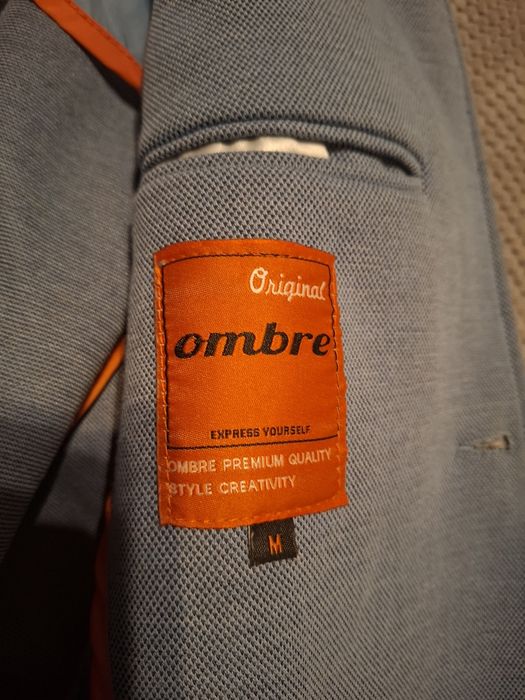 Original
ombre
EXPRESS YOURSELF
OMBRE PREMIUM QUALITY
STYLE CREATIVITY
M